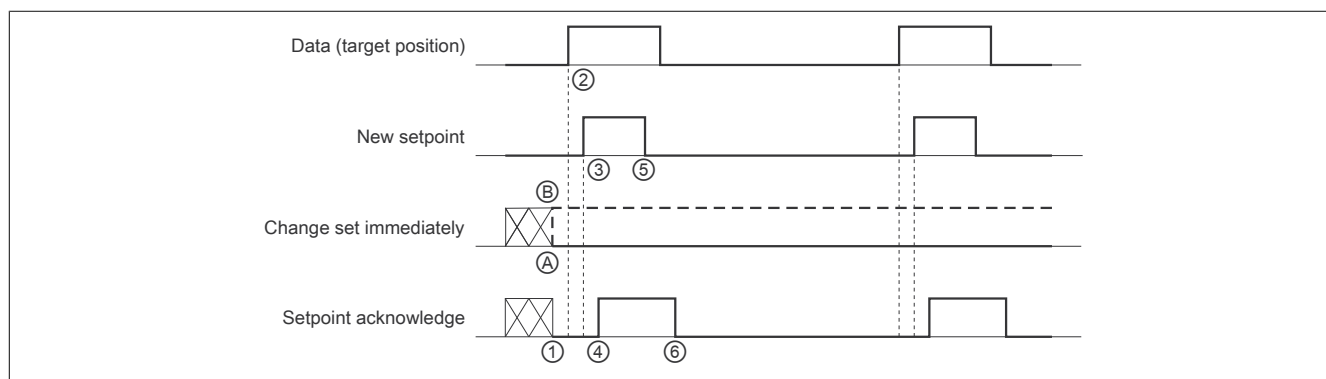 Data (target position)
②
New setpoint
③ ⑤
Ⓑ
Change set immediately
Ⓐ
Setpoint acknowledge
① ④ ⑥